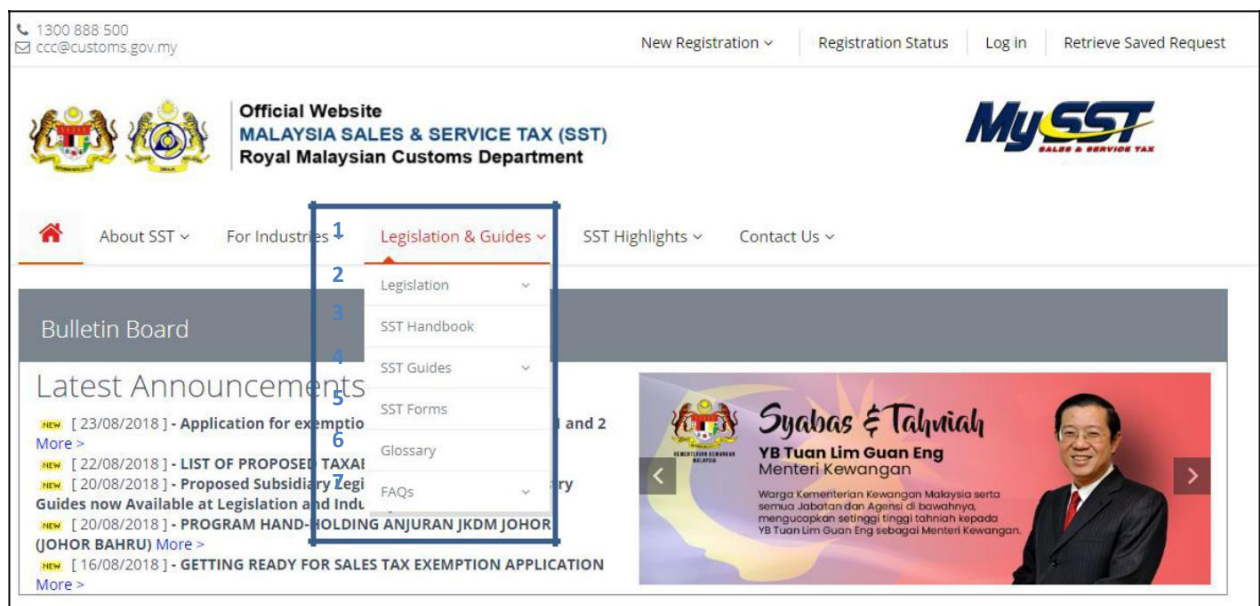 1300 888 500
ccc@customs.gov.my
New Registration Registration Status Log in Retrieve Saved Request
Official Website
MALAYSIA SALES & SERVICE TAX (SST)
Royal Malaysian Customs Department
MySST
SALES & SERVICE TAX
About SST For Industries 1 Legislation & Guides SST Highlights Contact Us
2 Legislation
3 SST Handbook
4 SST Guides
5 SST Forms
6 Glossary
7 FAQs
Bulletin Board
Latest Announcements
NEW [ 23/08/2018 ] - Application for exemptio 1 and 2
More >
NEW [ 22/08/2018 ] - LIST OF PROPOSED TAXAB
NEW [ 20/08/2018 ] - Proposed Subsidiary Legi ry
Guides now Available at Legislation and Indu
NEW [ 20/08/2018 ] - PROGRAM HAND-HOLDING ANJURAN JKDM JOHOR
(JOHOR BAHRU) More >
NEW [ 16/08/2018 ] - GETTING READY FOR SALES TAX EXEMPTION APPLICATION
More >
KEMENTERIAN KEWANGAN
MALAYSIA
Syabas & Tahniah
YB Tuan Lim Guan Eng
Menteri Kewangan
Warga Kementerian Kewangan Malaysia serta
semua Jabatan dan Agensi di bawahnya,
mengucapkan setinggi tinggi tahniah kepada
YB Tuan Lim Guan Eng sebagai Menteri Kewangan.